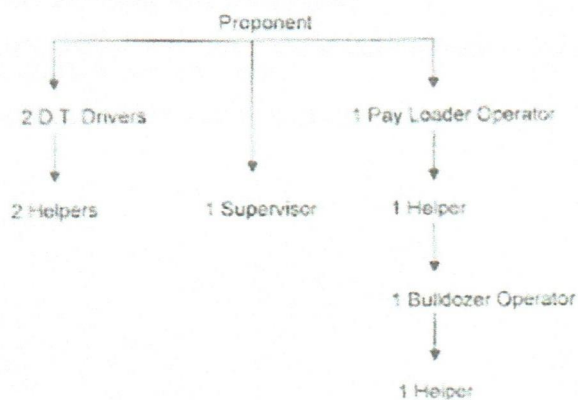 Proponent
2 D.T. Drivers 1 Pay Loader Operator
2 Helpers 1 Supervisor 1 Helper
1 Bulldozer Operator
1 Helper